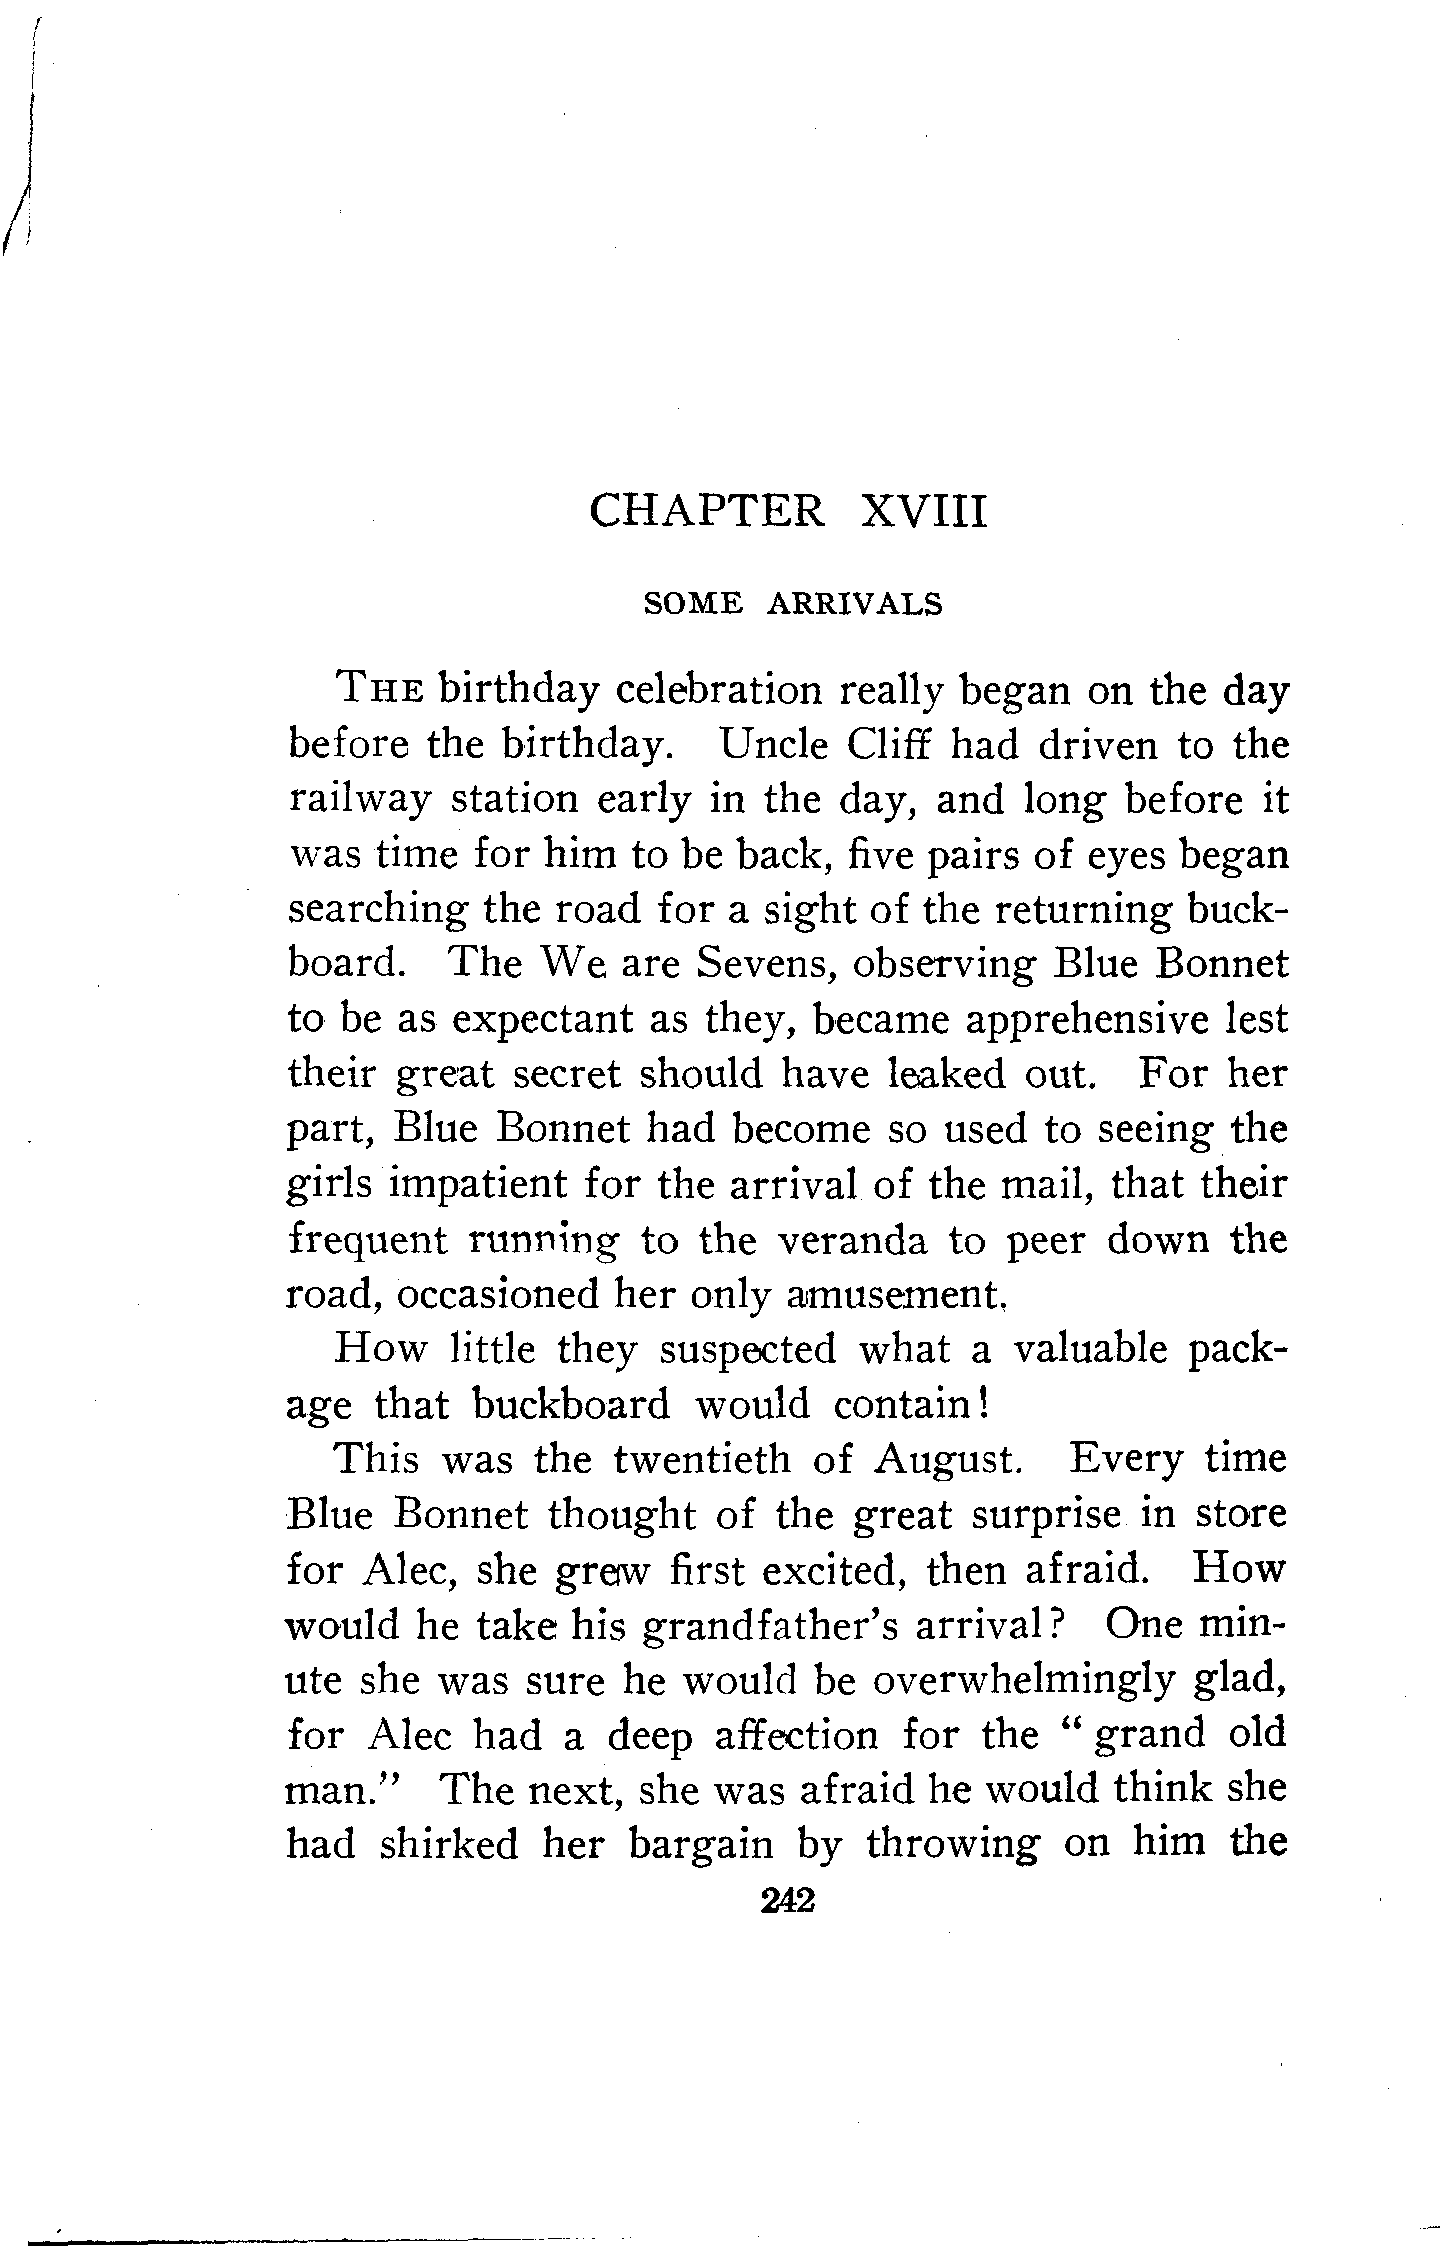 CHAPTER XVIII
SOME ARRIVALS
THE birthday celebration really began on the day
before the birthday. Uncle Cliff had driven to the
railway station early in the day, and long before it
was time for him to be back, five pairs of eyes began
searching the road for a sight of the returning buck-
board. The We are Sevens, observing Blue Bonnet
to be as expectant as they, became apprehensive lest
their great secret should have leaked out. For her
part, Blue Bonnet had become so used to seeing the
girls impatient for the arrival of the mail, that their
frequent running to the veranda to peer down the
road, occasioned her only amusement.
How little they suspected what a valuable pack-
age that buckboard would contain!
This was the twentieth of August. Every time
Blue Bonnet thought of the great surprise in store
for Alec, she grew first excited, then afraid. How
would he take his grandfather's arrival? One min-
ute she was sure he would be overwhelmingly glad,
for Alec had a deep affection for the " grand old
man." The next, she was afraid he would think she
had shirked her bargain by throwing on him the
242